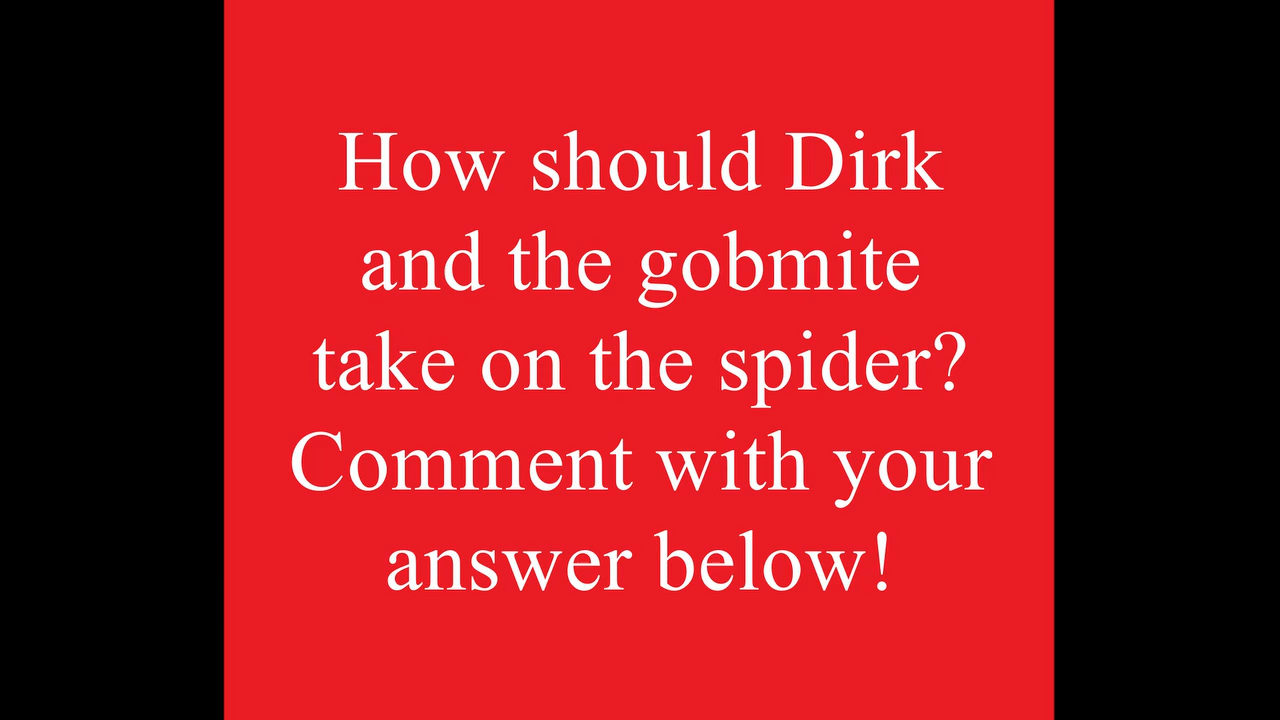 How should Dirk
and the gobmite
take on the spider?
Comment with your
answer below!